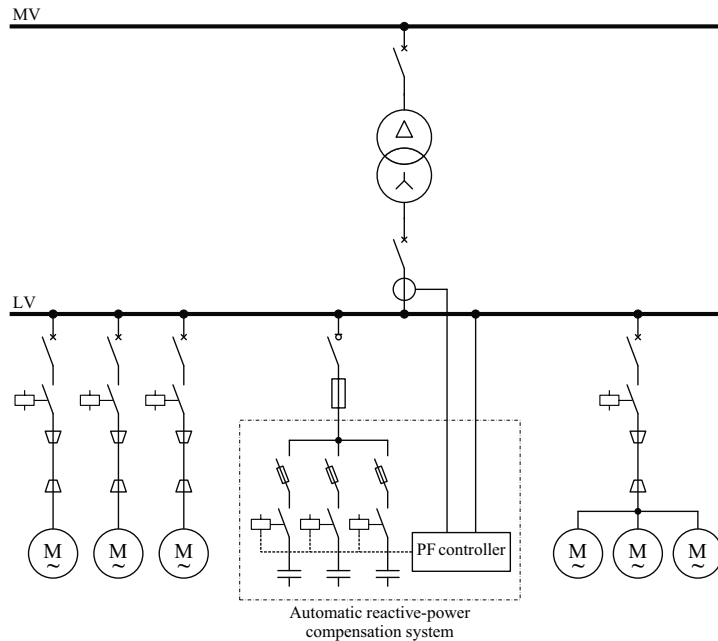 MV
LV
PF controller
M
~
M
~
M
~
M
~
M
~
M
~
Automatic reactive-power
compensation system